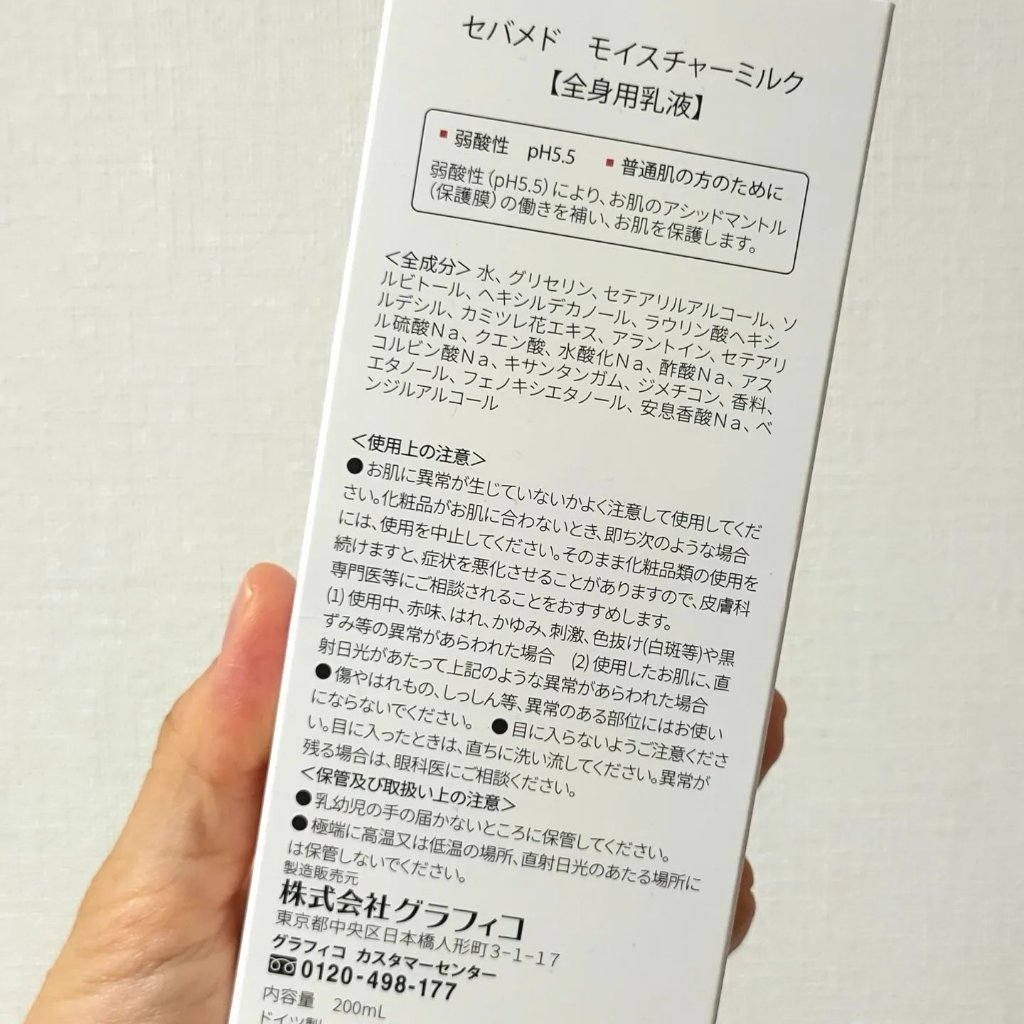 セバメド モイスチャーミルク
【全身用乳液】
▪ 弱酸性 pH5.5 ▪ 普通肌の方のために
弱酸性(pH5.5)により、お肌のアシッドマントル
(保護膜)の働きを補い、お肌を保護します。
<全成分> 水、グリセリン、セテアリルアルコール、ソ
ルビトール、ヘキシルデカノール、ラウリン酸ヘキシ
ルデシル、カミツレ花エキス、アラントイン、セテアリ
ル硫酸Na、クエン酸、水酸化Na、酢酸Na、アス
コルビン酸Na、キサンタンガム、ジメチコン、香料、
エタノール、フェノキシエタノール、安息香酸Na、ベ
ンジルアルコール
<使用上の注意>
●お肌に異常が生じていないかよく注意して使用してくだ
さい。化粧品がお肌に合わないとき、即ち次のような場合
には、使用を中止してください。そのまま化粧品類の使用を
続けますと、症状を悪化させることがありますので、皮膚科
専門医等にご相談されることをおすすめします。
(1) 使用中、赤味、はれ、かゆみ、刺激、色抜け(白斑等)や黒
ずみ等の異常があらわれた場合 (2) 使用したお肌に、直
射日光があたって上記のような異常があらわれた場合
●傷やはれもの、しっしん等、異常のある部位にはお使い
にならないでください。 ●目に入らないようご注意くださ
い。目に入ったときは、直ちに洗い流してください。異常が
残る場合は、眼科医にご相談ください。
<保管及び取扱い上の注意>
●乳幼児の手の届かないところに保管してください。
●極端に高温又は低温の場所、直射日光のあたる場所に
は保管しないでください。
製造販売元
株式会社グラフィコ
東京都中央区日本橋人形町3-1-17
グラフィコ カスタマーセンター
0120-498-177
内容量 200mL
ドイツ製